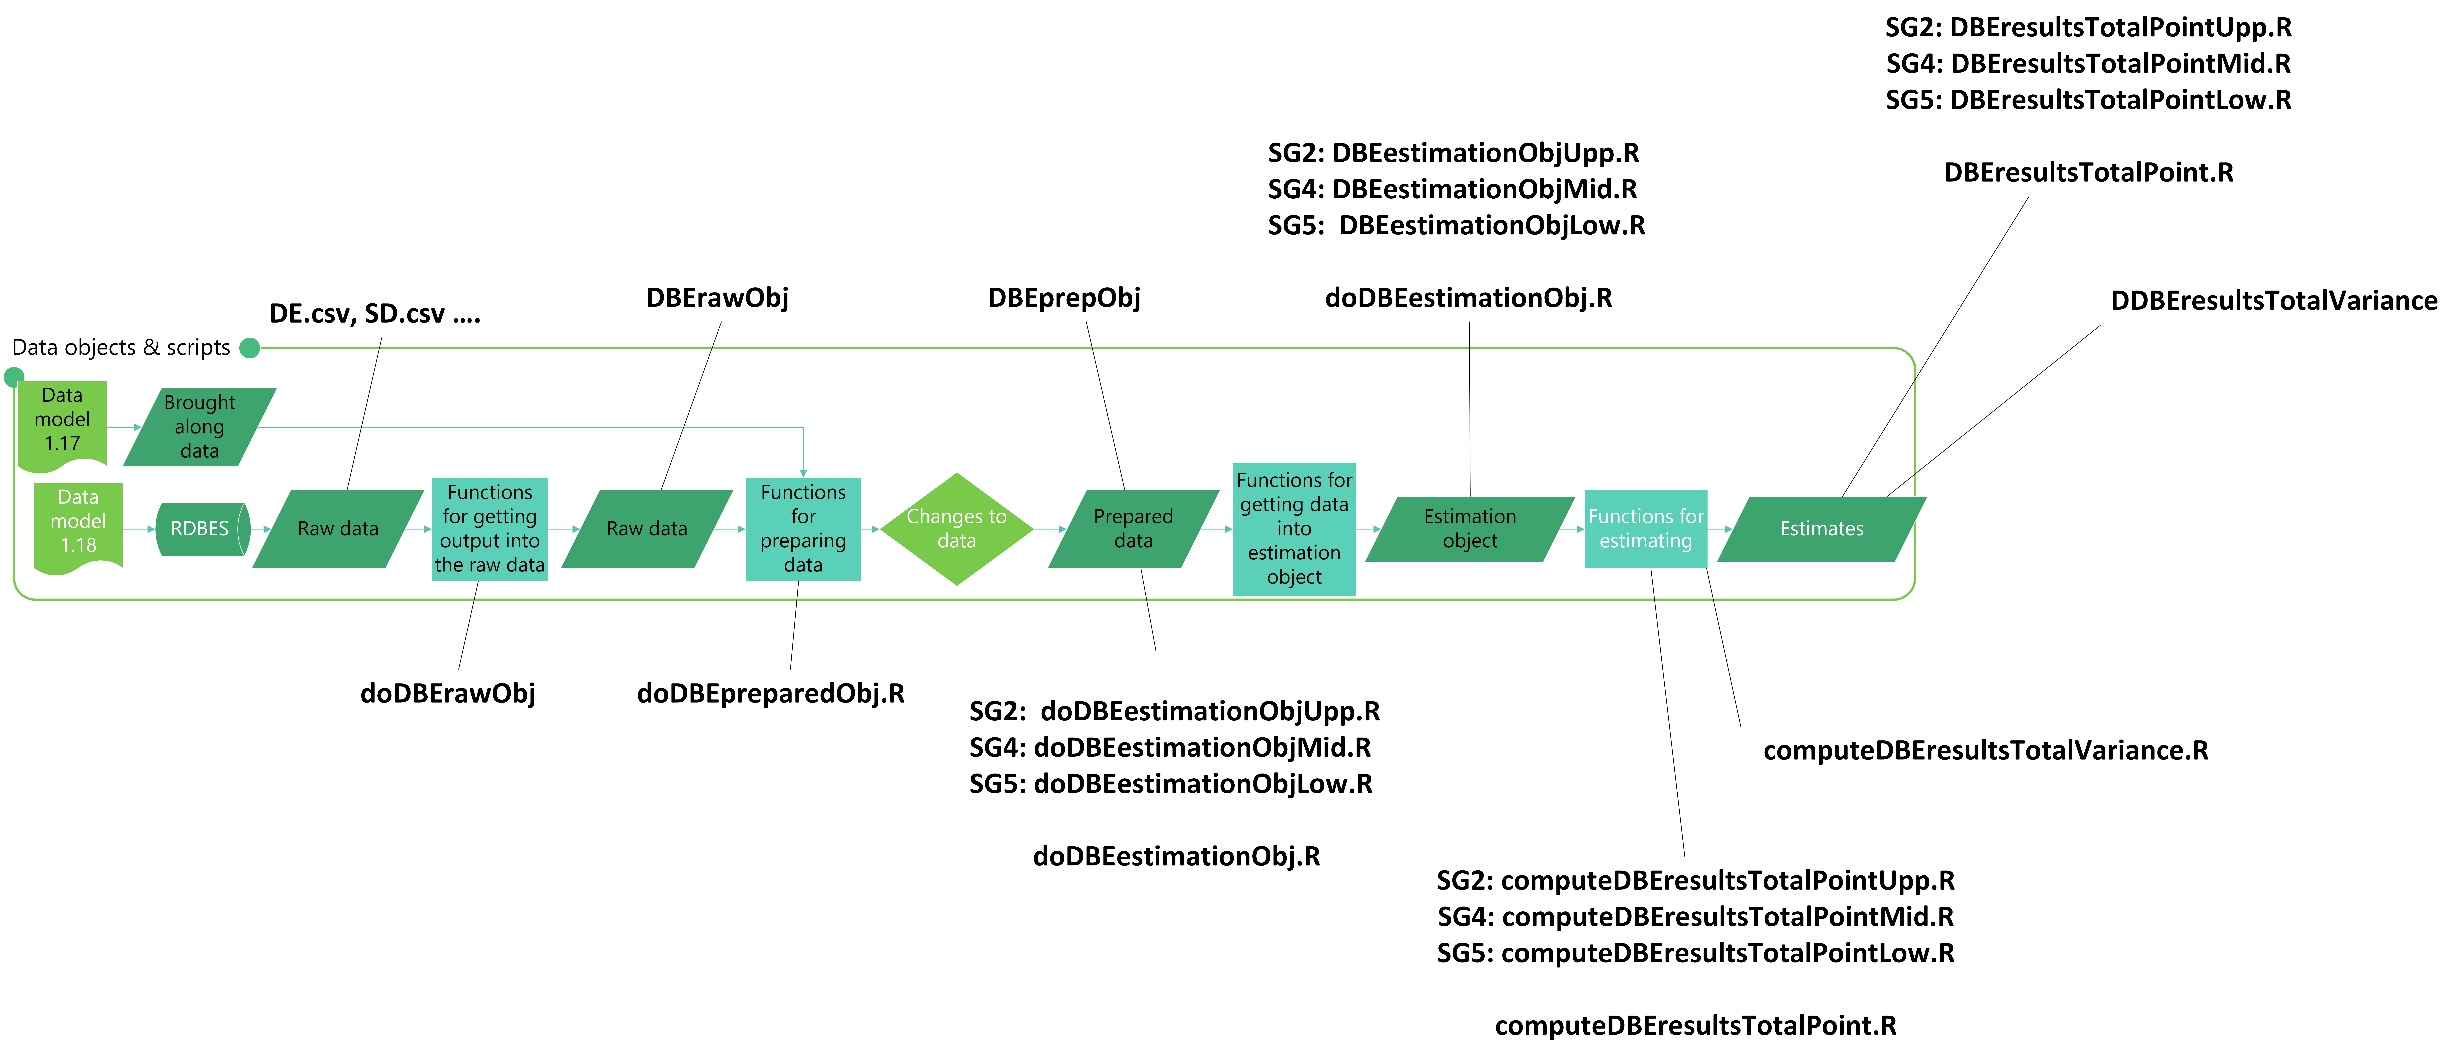 SG2: DBEresultsTotalPointUpp.R
SG4: DBEresultsTotalPointMid.R
SG5: DBEresultsTotalPointLow.R
SG2: DBEestimationObjUpp.R
SG4: DBEestimationObjMid.R
SG5:  DBEestimationObjLow.R
DBEresultsTotalPoint.R
DE.csv, SD.csv ....
DBErawObj
DBEprepObj
doDBEestimationObj.R
DDBEresultsTotalVariance
Data objects & scripts
Data
model
1.17
Brought
along
data
Data
model
1.18
RDBES
Raw data
Functions
for getting
output into
the raw data
Raw data
Functions
for
preparing
data
Changes to
data
Prepared
data
Functions for
getting data
into
estimation
object
Estimation
object
Functions for
estimating
Estimates
doDBErawObj
doDBEpreparedObj.R
SG2:  doDBEestimationObjUpp.R
SG4: doDBEestimationObjMid.R
SG5: doDBEestimationObjLow.R
doDBEestimationObj.R
computeDBEresultsTotalVariance.R
SG2: computeDBEresultsTotalPointUpp.R
SG4: computeDBEresultsTotalPointMid.R
SG5: computeDBEresultsTotalPointLow.R
computeDBEresultsTotalPoint.R